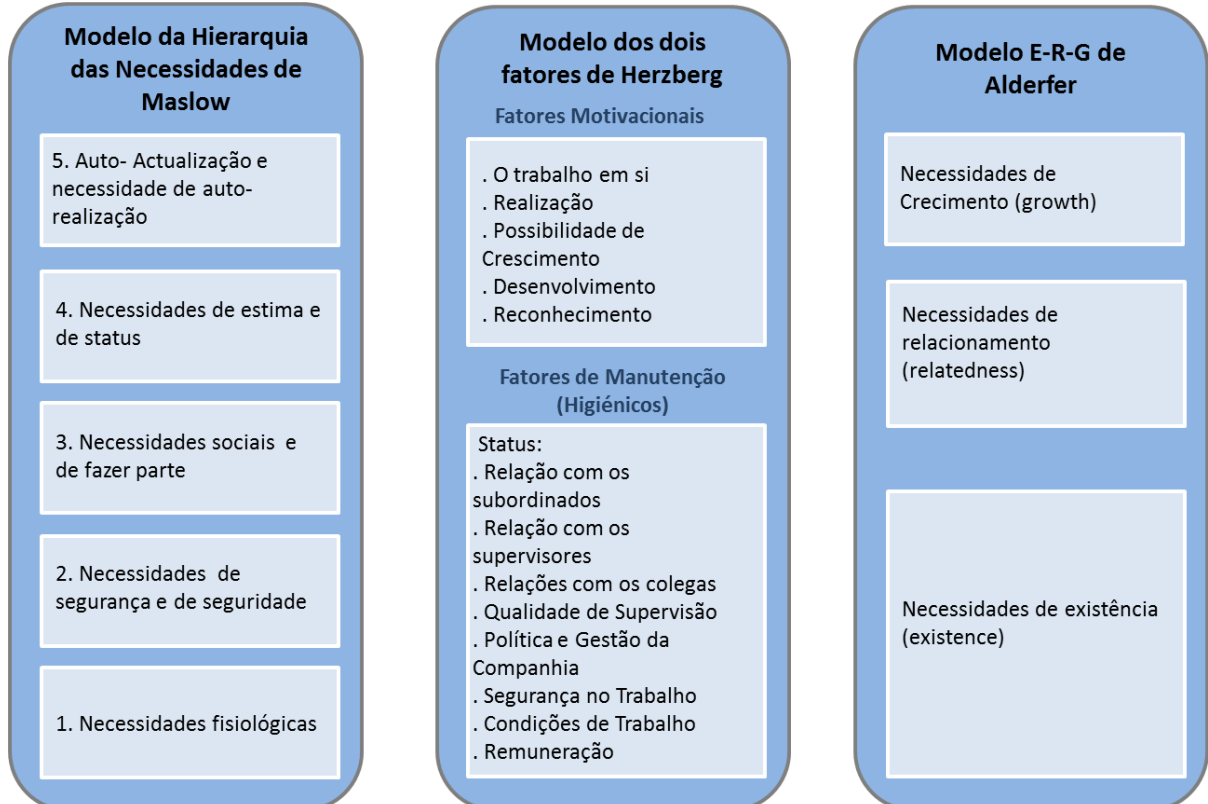 Modelo da Hierarquia
das Necessidades de
Maslow
5. Auto- Actualização e
necessidade de auto-
realização
4. Necessidades de estima e
de status
3. Necessidades sociais e
de fazer parte
2. Necessidades de
segurança e de seguridade
1. Necessidades fisiológicas
Modelo dos dois
fatores de Herzberg
Fatores Motivacionais
. O trabalho em si
. Realização
. Possibilidade de
Crescimento
. Desenvolvimento
. Reconhecimento
Fatores de Manutenção
(Higiénicos)
Status:
. Relação com os
subordinados
. Relação com os
supervisores
. Relações com os colegas
. Qualidade de Supervisão
. Política e Gestão da
Companhia
. Segurança no Trabalho
. Condições de Trabalho
. Remuneração
Modelo E-R-G de
Alderfer
Necessidades de
Crecimento (growth)
Necessidades de
relacionamento
(relatedness)
Necessidades de existência
(existence)